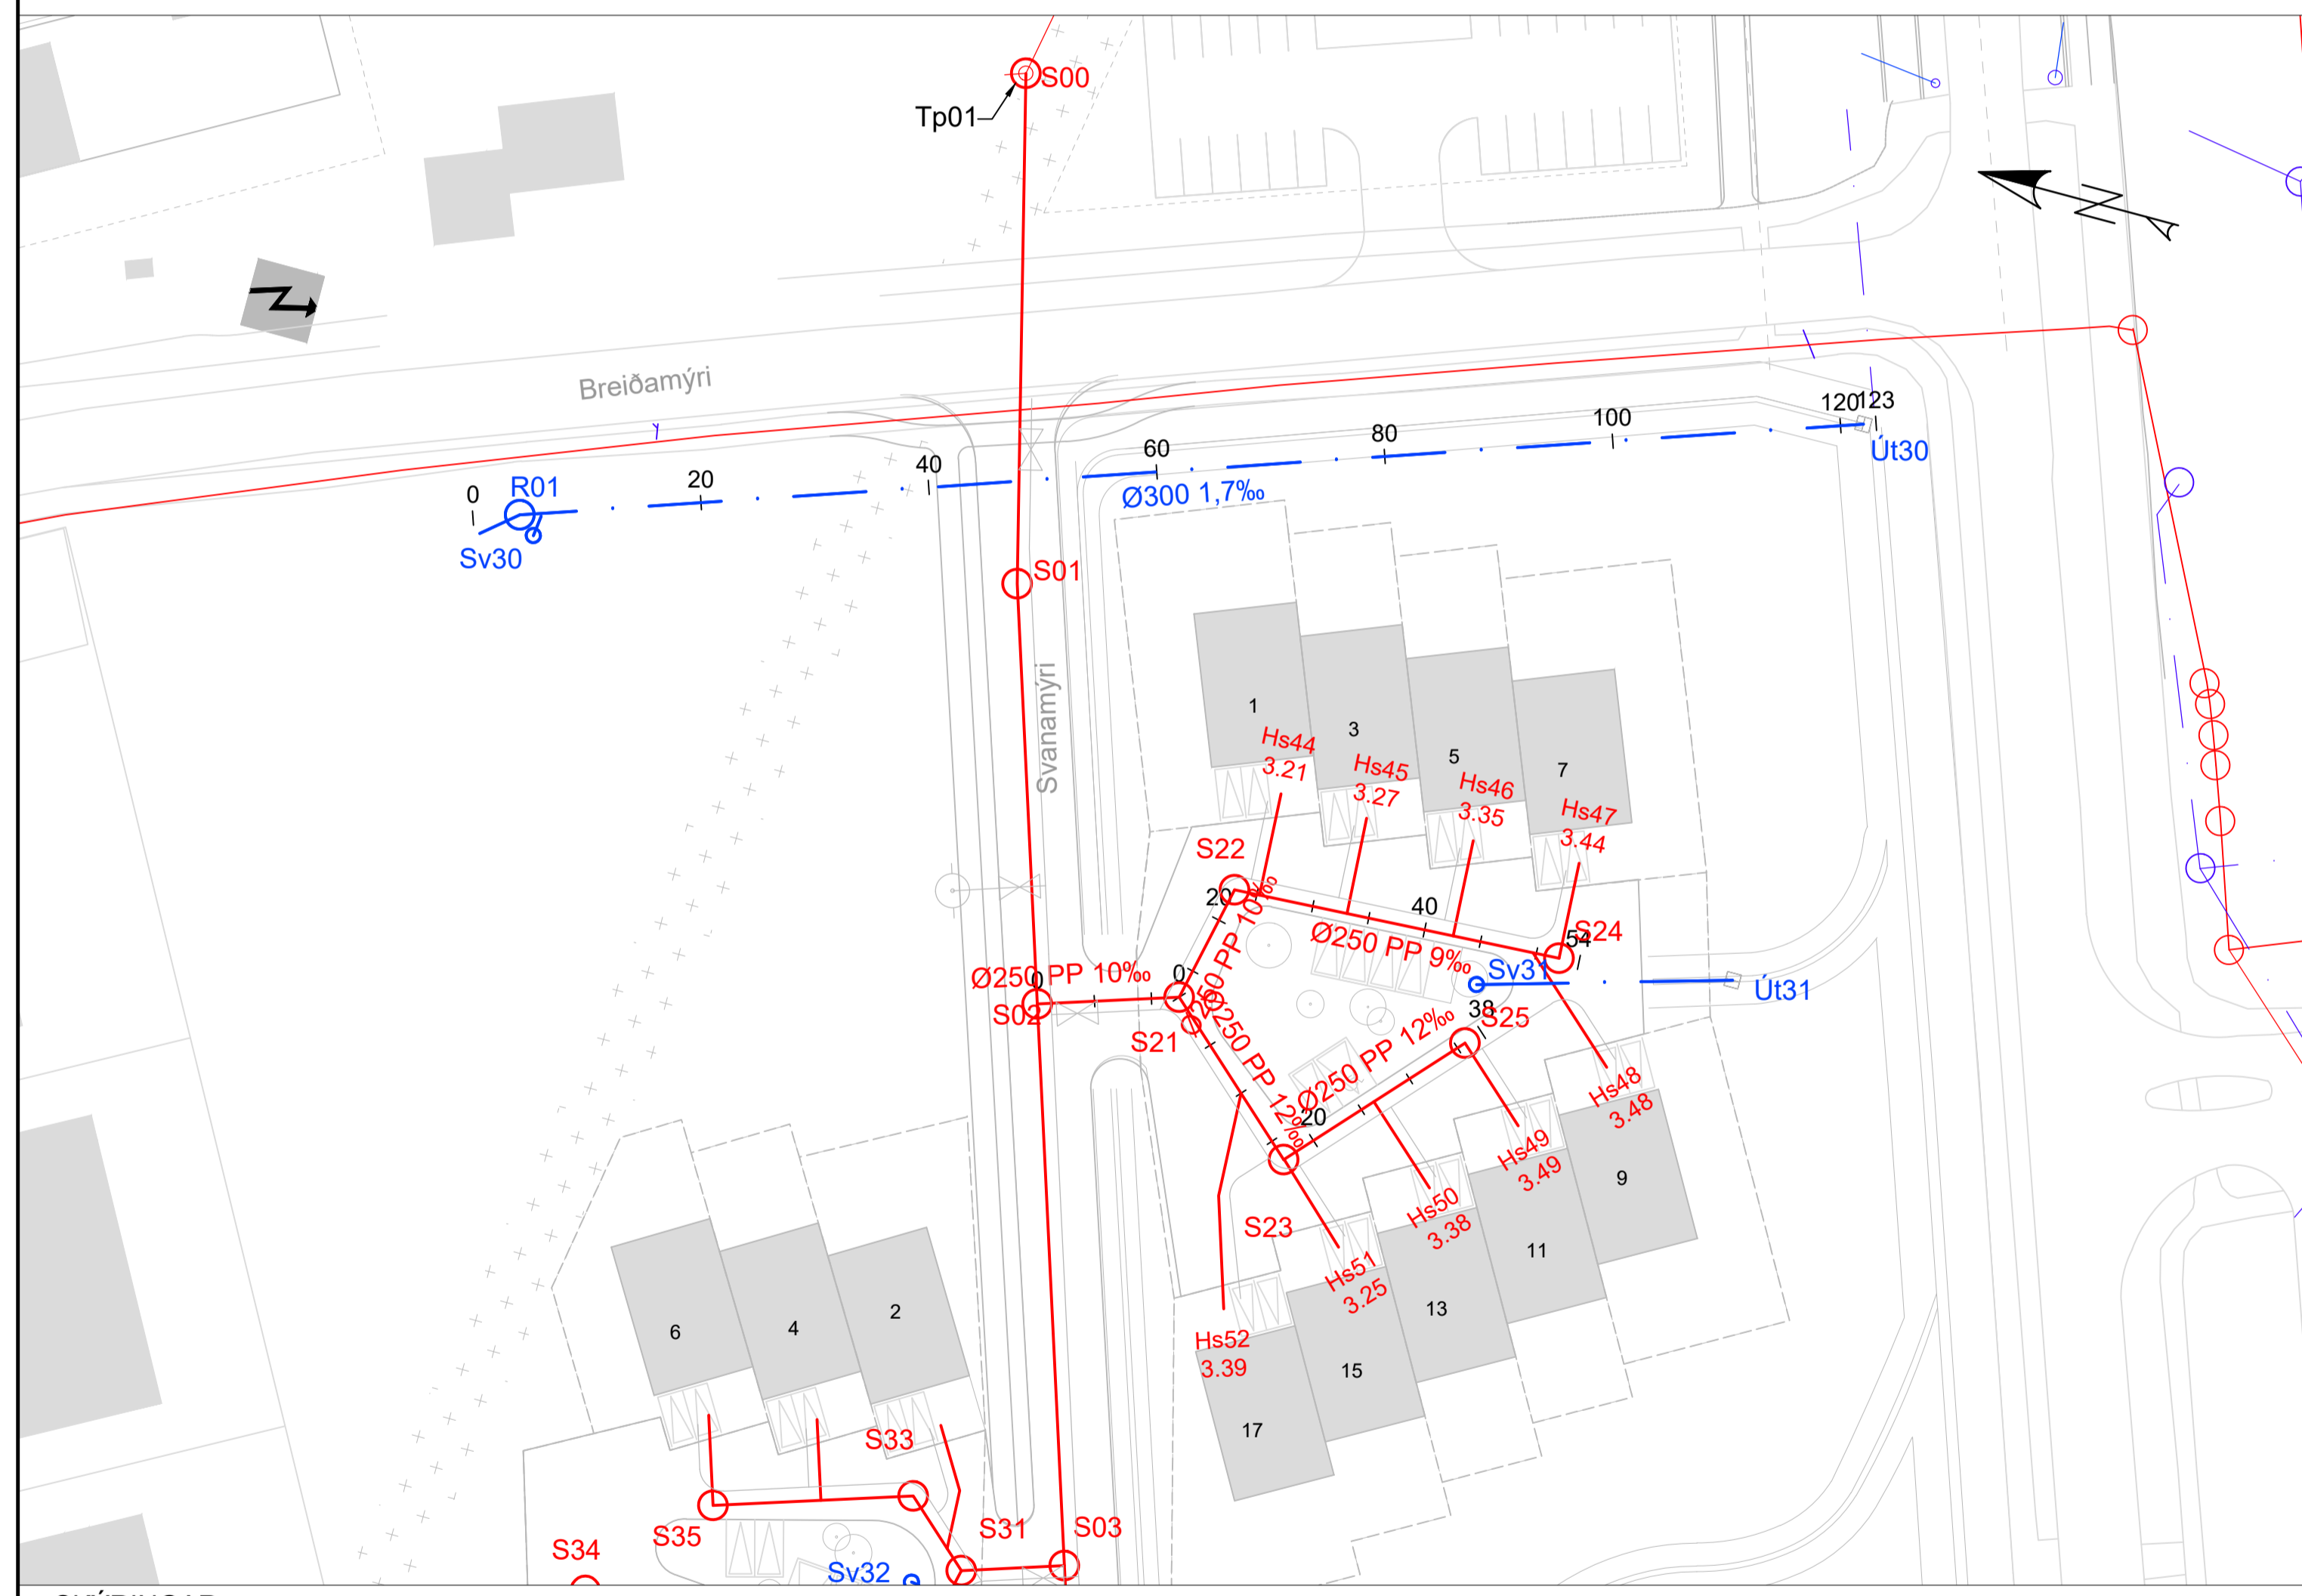 S00
Tp01
Breiðamýri
0
R01
20
40
60
80
100
120
123
Út30
Ø300 1,7‰
Sv30
S01
Svanamýri
1
3
5
7
Hs44
3.21
Hs45
3.27
Hs46
3.35
Hs47
3.44
S22
20
40
54
S24
Ø250 PP 10‰
Ø250 PP 9‰
Sv31
Út31
Ø250 PP 10‰
0
0
S02
S21
38
S25
Ø250 PP 12‰
Ø250 PP 12‰
20
S23
Hs48
3.48
Hs49
3.49
Hs50
3.38
Hs51
3.25
Hs52
3.39
9
11
13
15
17
6
4
2
S33
S35
S31
S03
S34
Sv32